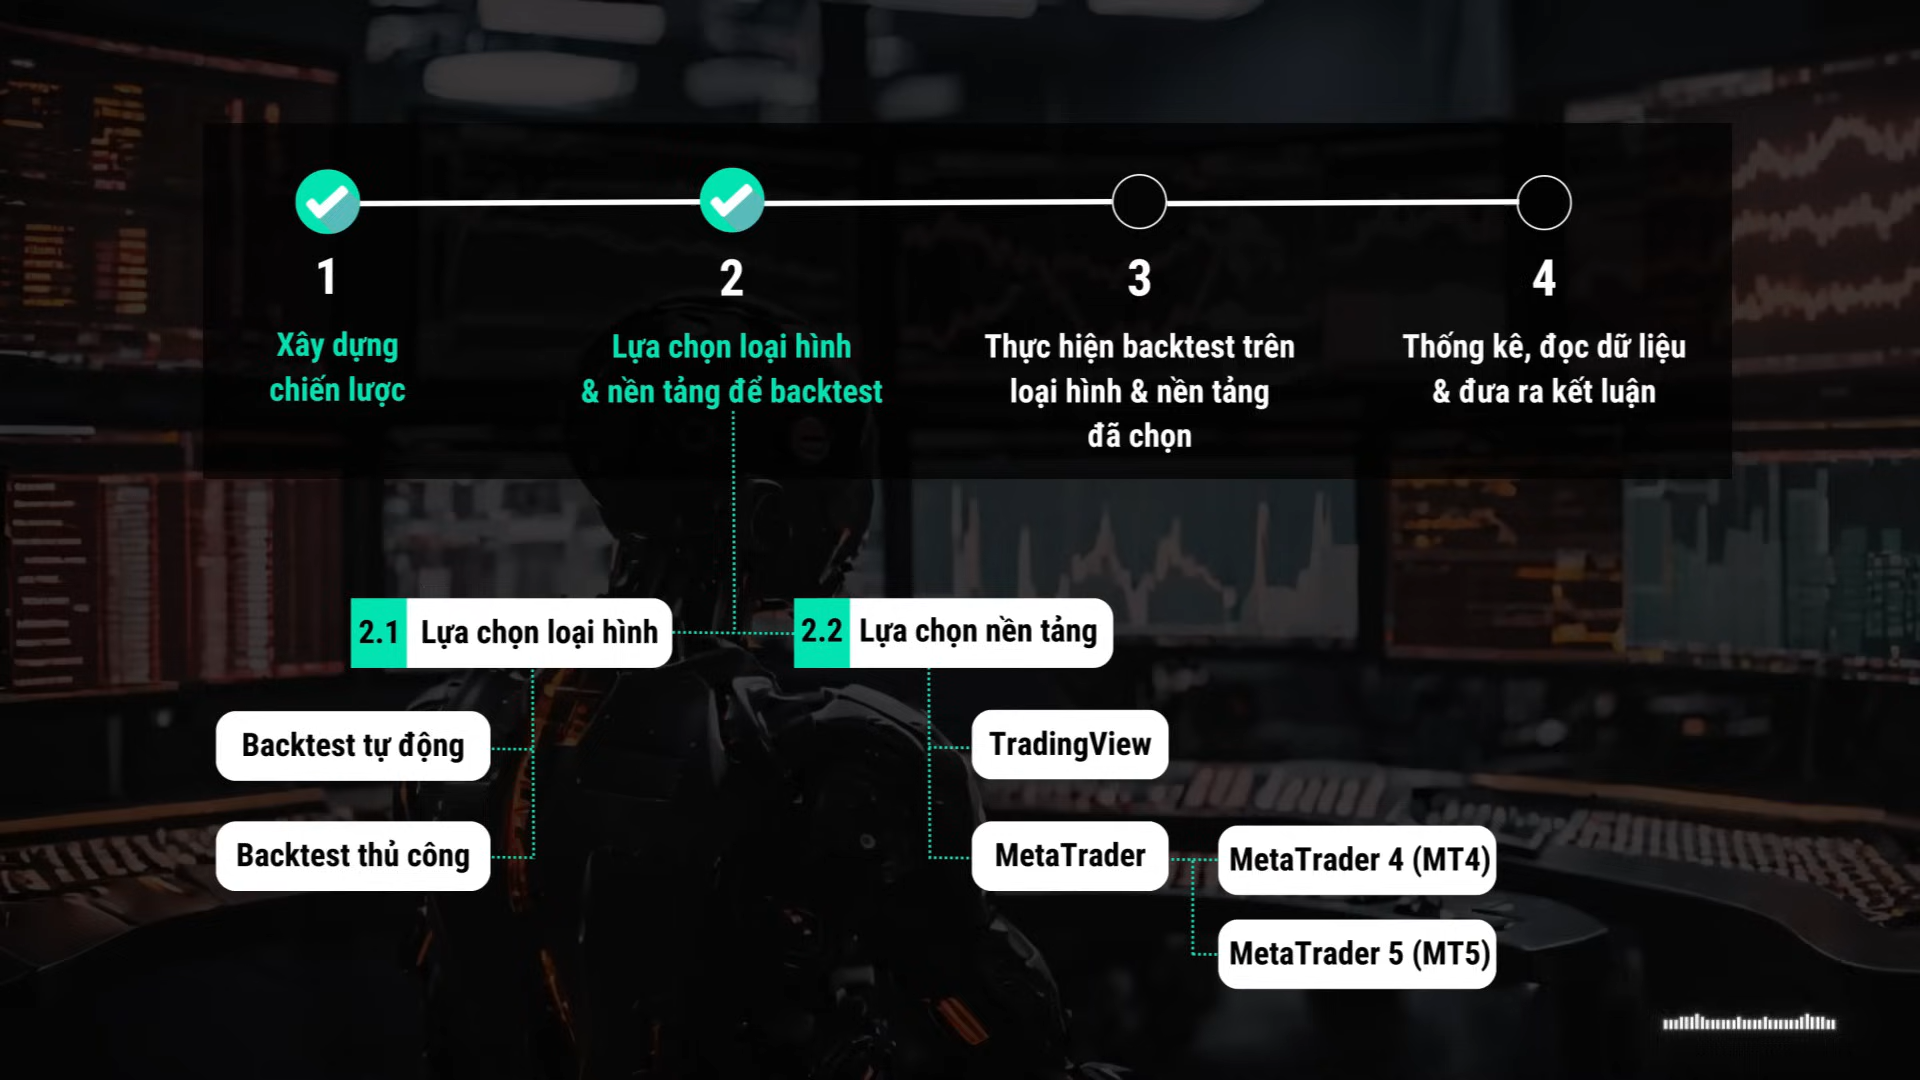 1
Xây dựng
chiến lược
2
Lựa chọn loại hình
& nền tảng để backtest
3
Thực hiện backtest trên
loại hình & nền tảng
đã chọn
4
Thống kê, đọc dữ liệu
& đưa ra kết luận
2.1 Lựa chọn loại hình
Backtest tự động
Backtest thủ công
2.2 Lựa chọn nền tảng
TradingView
MetaTrader
MetaTrader 4 (MT4)
MetaTrader 5 (MT5)